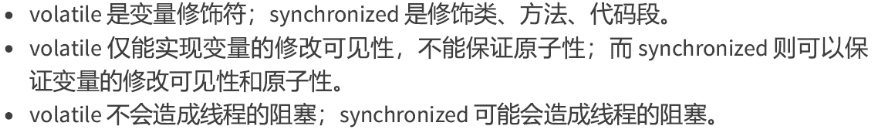 • volatile 是变量修饰符；synchronized 是修饰类、方法、代码段。
• volatile 仅能实现变量的修改可见性，不能保证原子性；而 synchronized 则可以保
证变量的修改可见性和原子性。
• volatile 不会造成线程的阻塞；synchronized 可能会造成线程的阻塞。